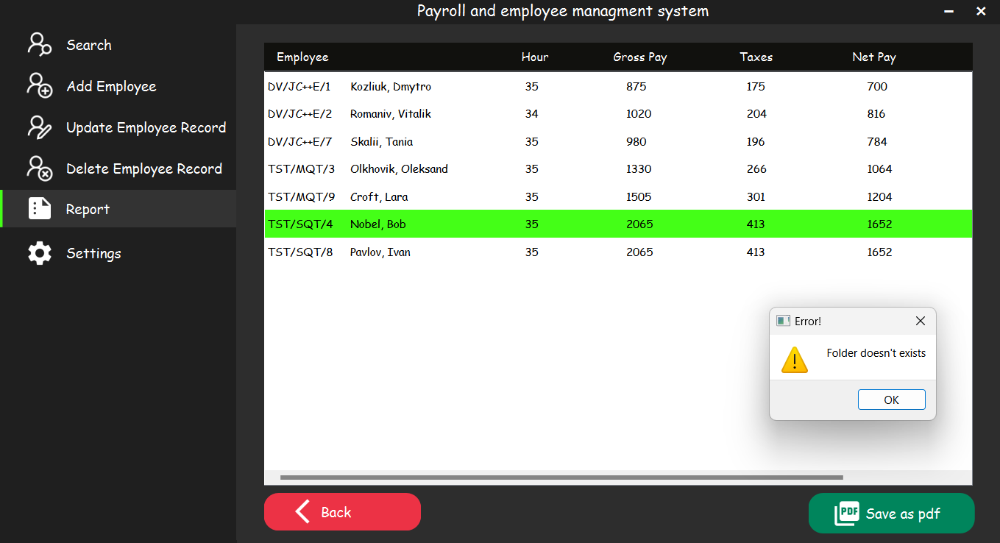 Payroll and employee managment system
Search
Add Employee
Update Employee Record
Delete Employee Record
Report
Settings
Employee Hour Gross Pay Taxes Net Pay
DV/JC++E/1 Kozliuk, Dmytro 35 875 175 700
DV/JC++E/2 Romaniv, Vitalik 34 1020 204 816
DV/JC++E/7 Skalii, Tania 35 980 196 784
TST/MQT/3 Olkhovik, Oleksand 35 1330 266 1064
TST/MQT/9 Croft, Lara 35 1505 301 1204
TST/SQT/4 Nobel, Bob 35 2065 413 1652
TST/SQT/8 Pavlov, Ivan 35 2065 413 1652
Error!
Folder doesn't exists
OK
Back
PDF Save as pdf